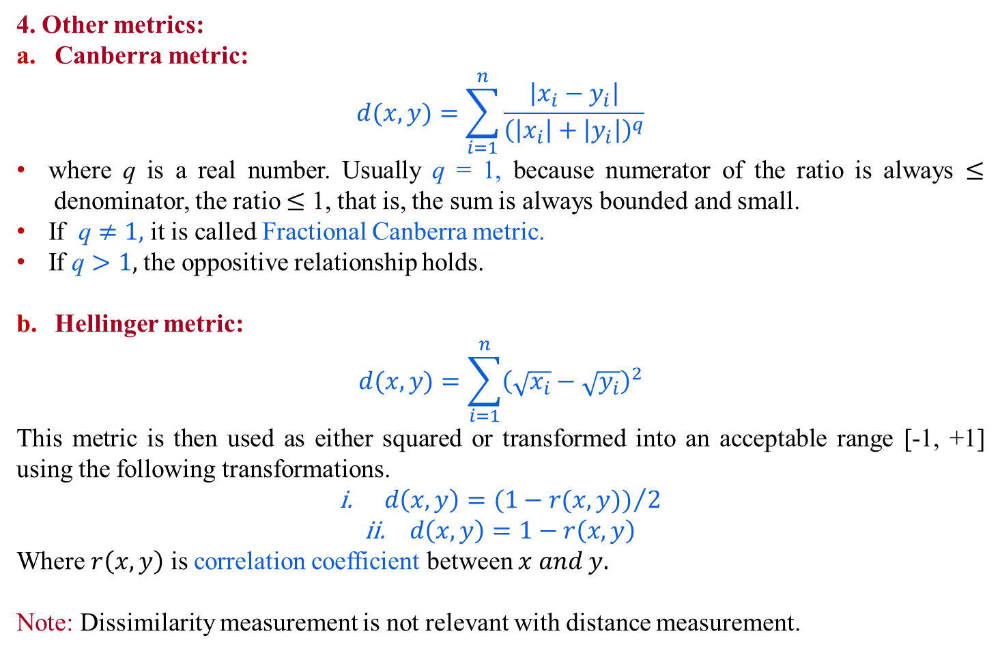 4. Other metrics:
a. Canberra metric:
d(x, y) = \sum_{i=1}^{n} \frac{|x_i − y_i|}{(|x_i| + |y_i|)^q}
• where q is a real number. Usually q = 1, because numerator of the ratio is always ≤
denominator, the ratio ≤ 1, that is, the sum is always bounded and small.
• If q ≠ 1, it is called Fractional Canberra metric.
• If q > 1, the oppositive relationship holds.
b. Hellinger metric:
d(x, y) = \sum_{i=1}^{n} (\sqrt{x_i} − \sqrt{y_i})^2
This metric is then used as either squared or transformed into an acceptable range [-1, +1]
using the following transformations.
i. d(x, y) = (1 − r(x, y))/2
ii. d(x, y) = 1 − r(x, y)
Where r(x, y) is correlation coefficient between x and y.
Note: Dissimilarity measurement is not relevant with distance measurement.